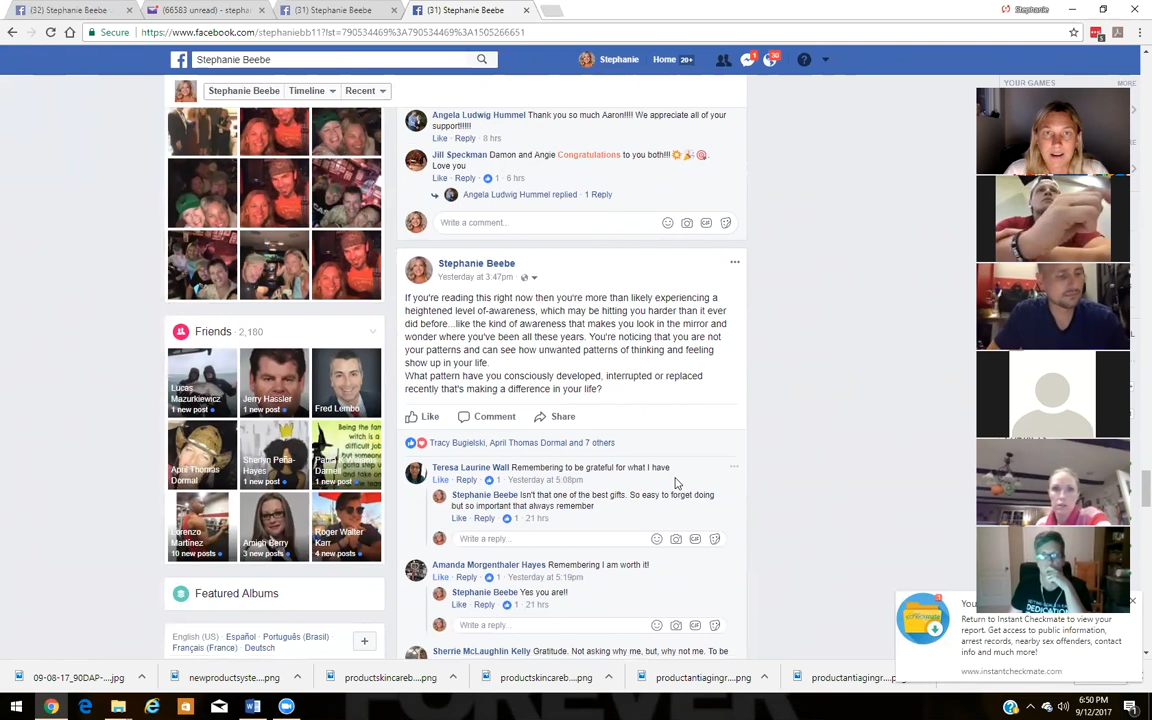 (32) Stephanie Beebe
(66583 unread) - stepha
(31) Stephanie Beebe
(31) Stephanie Beebe
Stephanie
Secure
https://www.facebook.com/stephaniebb11?lst=790534469%3A790534469%3A1505266651
Stephanie Beebe
Stephanie
Home 20+
Stephanie Beebe
Timeline
Recent
YOUR GAMES
MORE
Angela Ludwig Hummel Thank you so much Aaron!!!! We appreciate all of your
support!!!!!
Like · Reply · 8 hrs
Jill Speckman Damon and Angie Congratulations to you both!!!💥🎉🎯.
Love you
Like · Reply · 1 · 6 hrs
Angela Ludwig Hummel replied · 1 Reply
Write a comment...
Stephanie Beebe
Yesterday at 3:47pm ·
If you're reading this right now then you're more than likely experiencing a
heightened level of-awareness, which may be hitting you harder than it ever
did before...like the kind of awareness that makes you look in the mirror and
wonder where you've been all these years. You're noticing that you are not
your patterns and can see how unwanted patterns of thinking and feeling
show up in your life.
What pattern have you consciously developed, interrupted or replaced
recently that's making a difference in your life?
Like
Comment
Share
Tracy Bugielski, April Thomas Dormal and 7 others
Teresa Laurine Wall Remembering to be grateful for what I have
Like · Reply · 1 · Yesterday at 5:08pm
Stephanie Beebe Isn't that one of the best gifts. So easy to forget doing
but so important that always remember
Like · Reply · 1 · 21 hrs
Write a reply...
Amanda Morgenthaler Hayes Remembering I am worth it!
Like · Reply · 1 · Yesterday at 5:19pm
Stephanie Beebe Yes you are!!
Like · Reply · 1 · 21 hrs
Write a reply...
Sherrie McLaughlin Kelly Gratitude. Not asking why me, but, why not me. To be
Friends · 2,180
Lucas
Mazurkiewicz
1 new post
Jerry Hassler
1 new post
Fred Lembo
April Thomas
Dormal
Sherlyn Peña-
Hayes
Darnell
Lorenzo
Martinez
10 new posts
Amigh Berry
3 new posts
Roger Walter
Karr
4 new posts
Featured Albums
English (US) · Español · Português (Brasil) ·
Français (France) · Deutsch
DEDICATION
Return to Instant Checkmate to view your
report. Get access to public information,
arrest records, nearby sex offenders, contact
info and much more!
www.instantcheckmate.com
09-08-17_90DAP-....jpg
newproductsyste....png
productskincareb....png
productskincareb....png
productantiagingr....png
productantiagingr....png
6:50 PM
9/12/2017